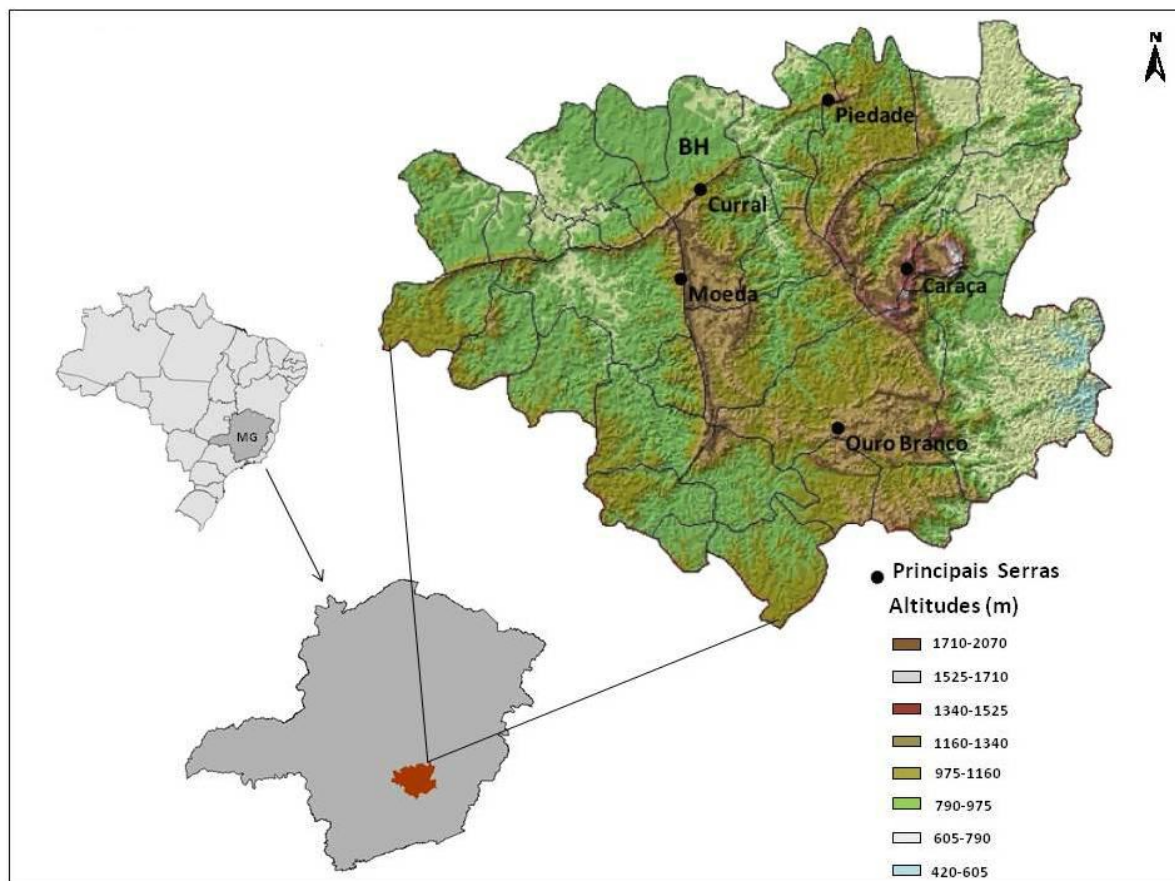 N
Piedade
BH
Curral
Caraça
Moeda
Ouro Branco
MG
Principais Serras
Altitudes (m)
1710-2070
1525-1710
1340-1525
1160-1340
975-1160
790-975
605-790
420-605